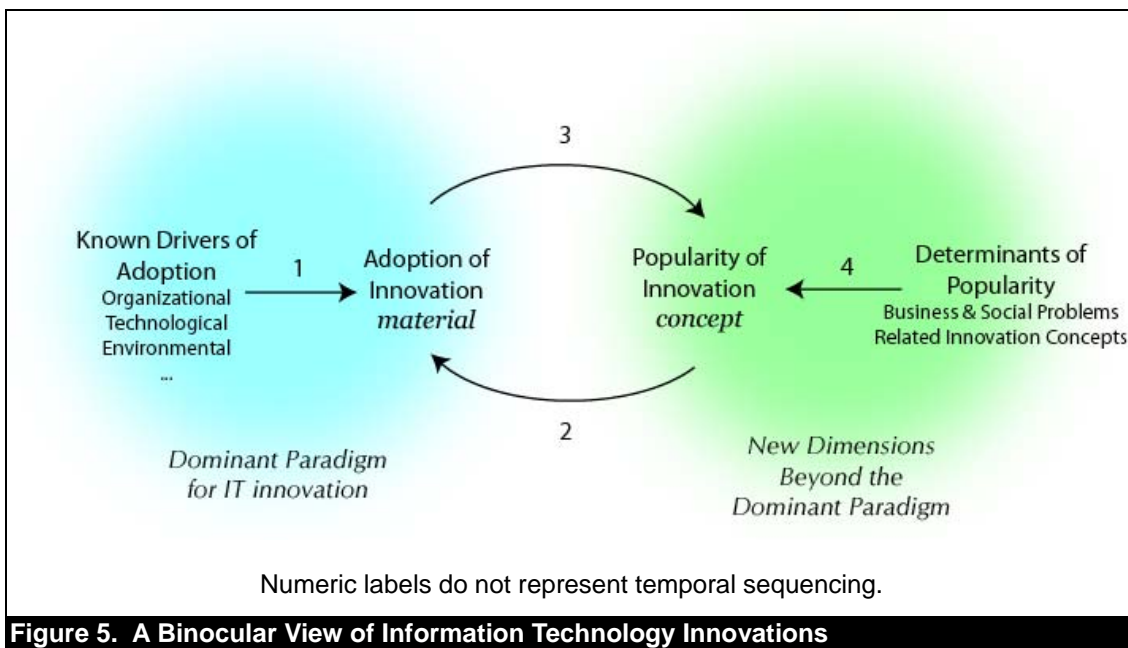 3
Known Drivers of
Adoption
Organizational
Technological
Environmental
...
1
Adoption of
Innovation
material
Popularity of
Innovation
concept
4
Determinants of
Popularity
Business & Social Problems
Related Innovation Concepts
2
Dominant Paradigm
for IT innovation
New Dimensions
Beyond the
Dominant Paradigm
Numeric labels do not represent temporal sequencing.
Figure 5. A Binocular View of Information Technology Innovations